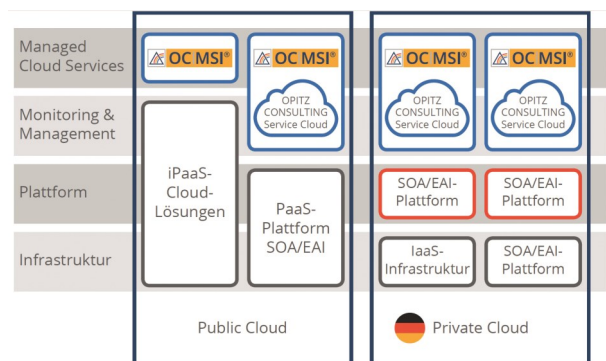 Managed
Cloud Services
OC MSI®
OC MSI®
OC MSI®
OC MSI®
Monitoring &
Management
OPITZ
CONSULTING
Service Cloud
OPITZ
CONSULTING
Service Cloud
OPITZ
CONSULTING
Service Cloud
Plattform
iPaaS-
Cloud-
Lösungen
PaaS-
Plattform
SOA/EAI
SOA/EAI-
Plattform
SOA/EAI-
Plattform
Infrastruktur
IaaS-
Infrastruktur
SOA/EAI-
Plattform
Public Cloud
Private Cloud